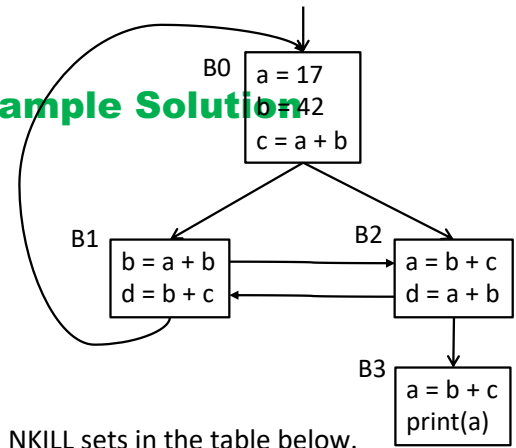 B0
a = 17
ample Solution
b = 42
c = a + b
B1
b = a + b
d = b + c
B2
a = b + c
d = a + b
B3
a = b + c
print(a)
NKILL sets in the table below.